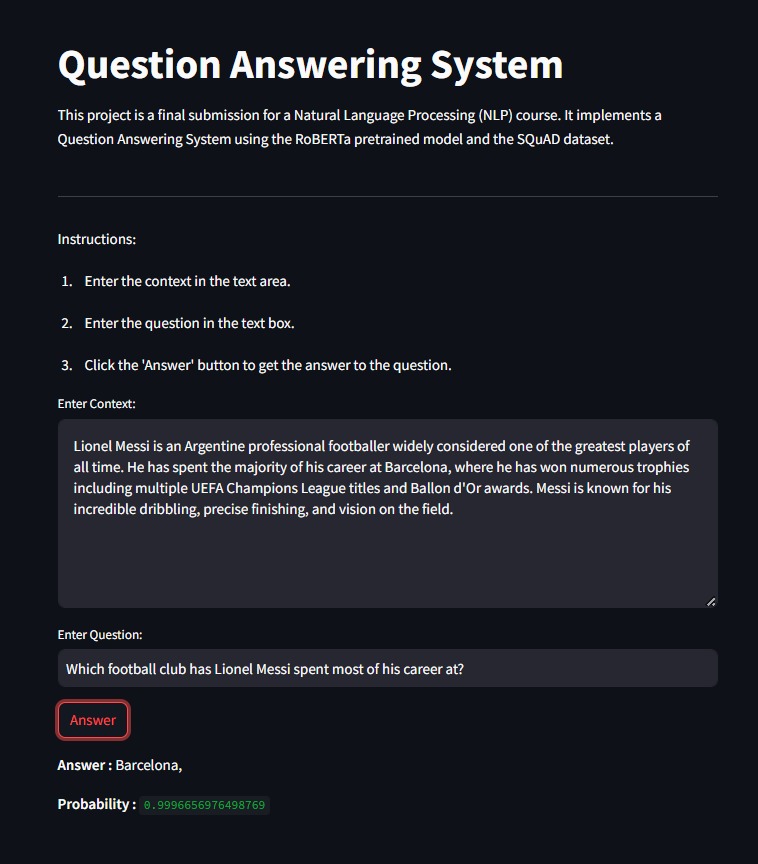 Question Answering System
This project is a final submission for a Natural Language Processing (NLP) course. It implements a
Question Answering System using the RoBERTa pretrained model and the SQuAD dataset.
Instructions:
1. Enter the context in the text area.
2. Enter the question in the text box.
3. Click the 'Answer' button to get the answer to the question.
Enter Context:
Lionel Messi is an Argentine professional footballer widely considered one of the greatest players of
all time. He has spent the majority of his career at Barcelona, where he has won numerous trophies
including multiple UEFA Champions League titles and Ballon d'Or awards. Messi is known for his
incredible dribbling, precise finishing, and vision on the field.
Enter Question:
Which football club has Lionel Messi spent most of his career at?
Answer
Answer : Barcelona,
Probability : 0.9996656976498769